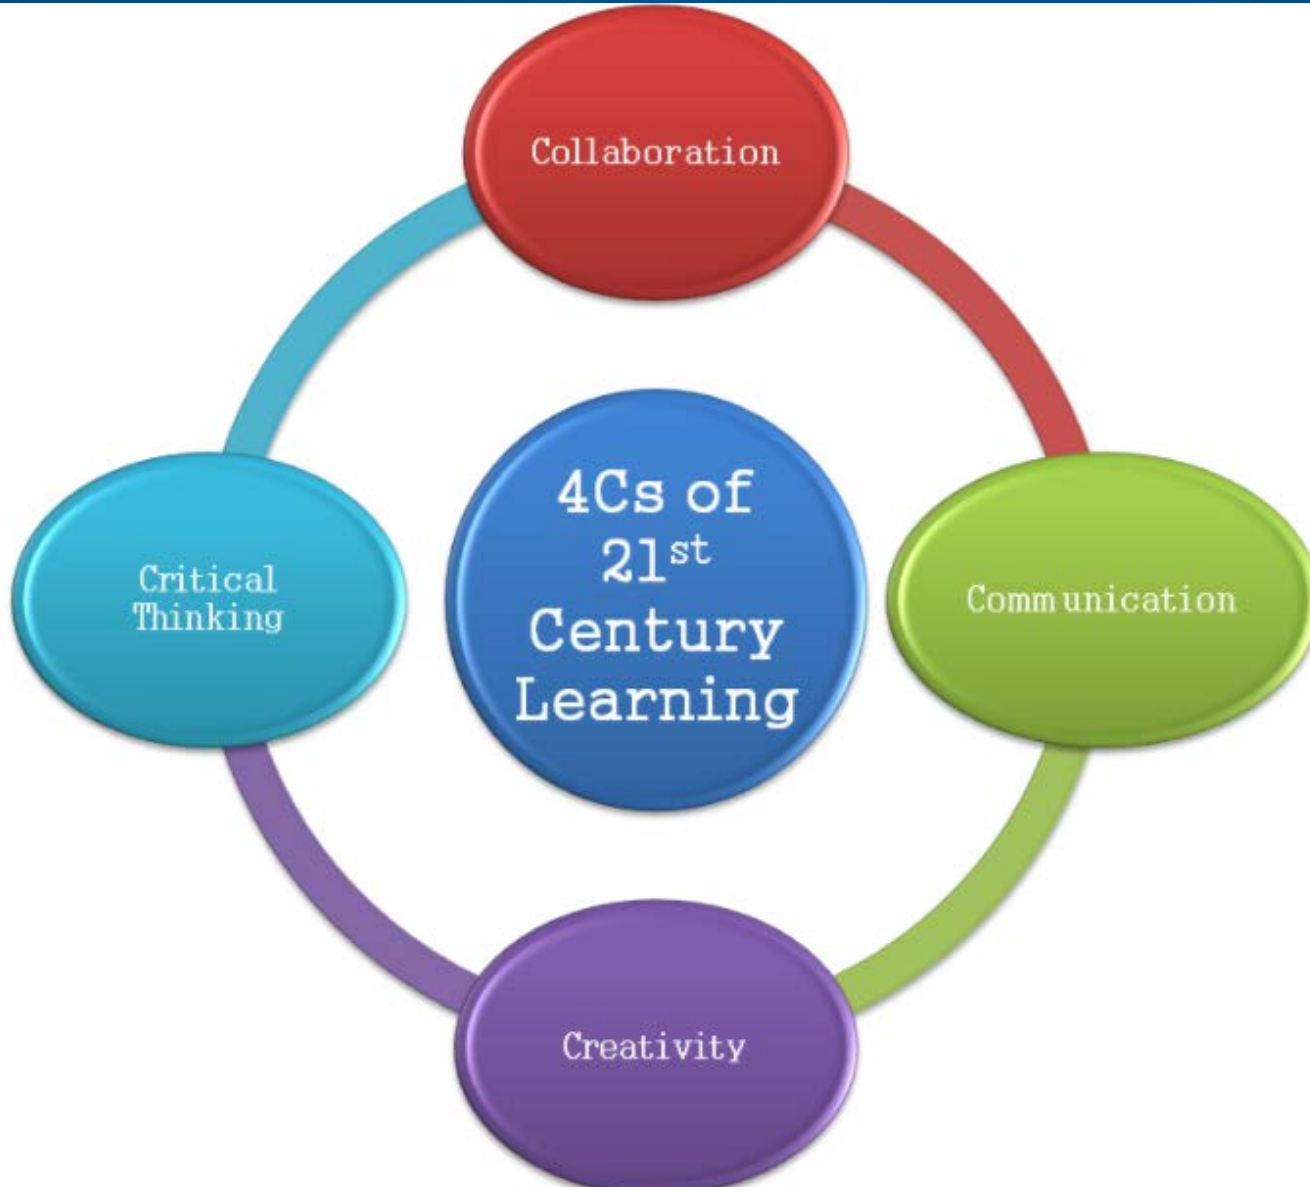 Collaboration
4Cs of
21st
Century
Learning
Critical
Thinking
Communication
Creativity